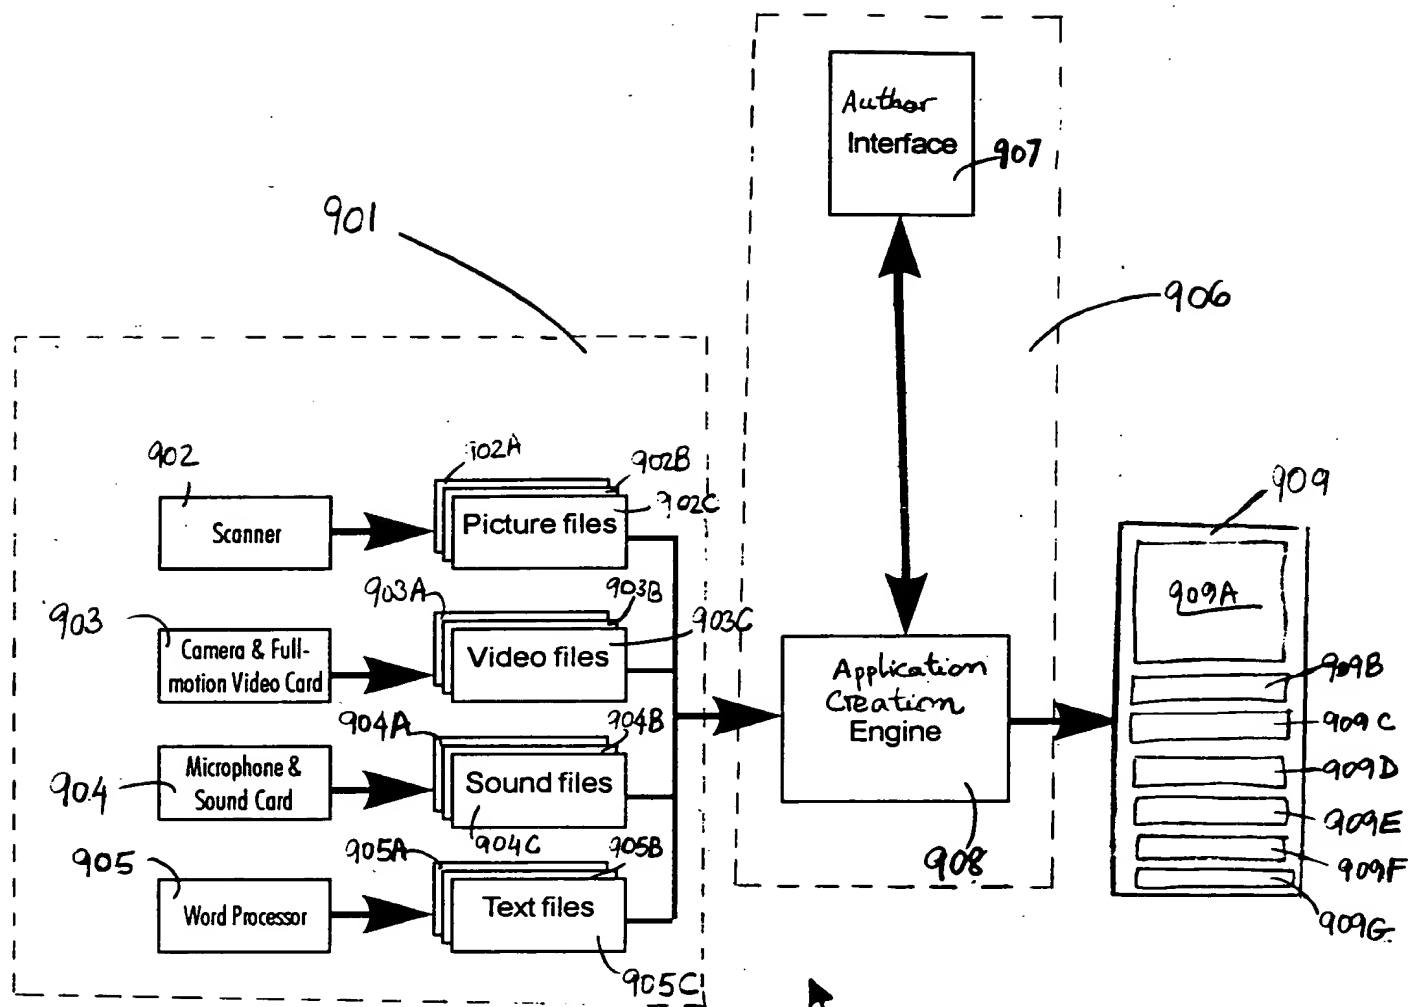 Author
Interface
907
901
906
902
902B
902C
Scanner
Picture files
909
909A
903
903A
903B
903C
Camera & Full-
motion Video Card
Video files
Application
Creation
Engine
909B
909C
904
904A
904B
Microphone &
Sound Card
Sound files
904C
909D
909E
908
909F
905
905A
905B
Word Processor
Text files
909G
905C